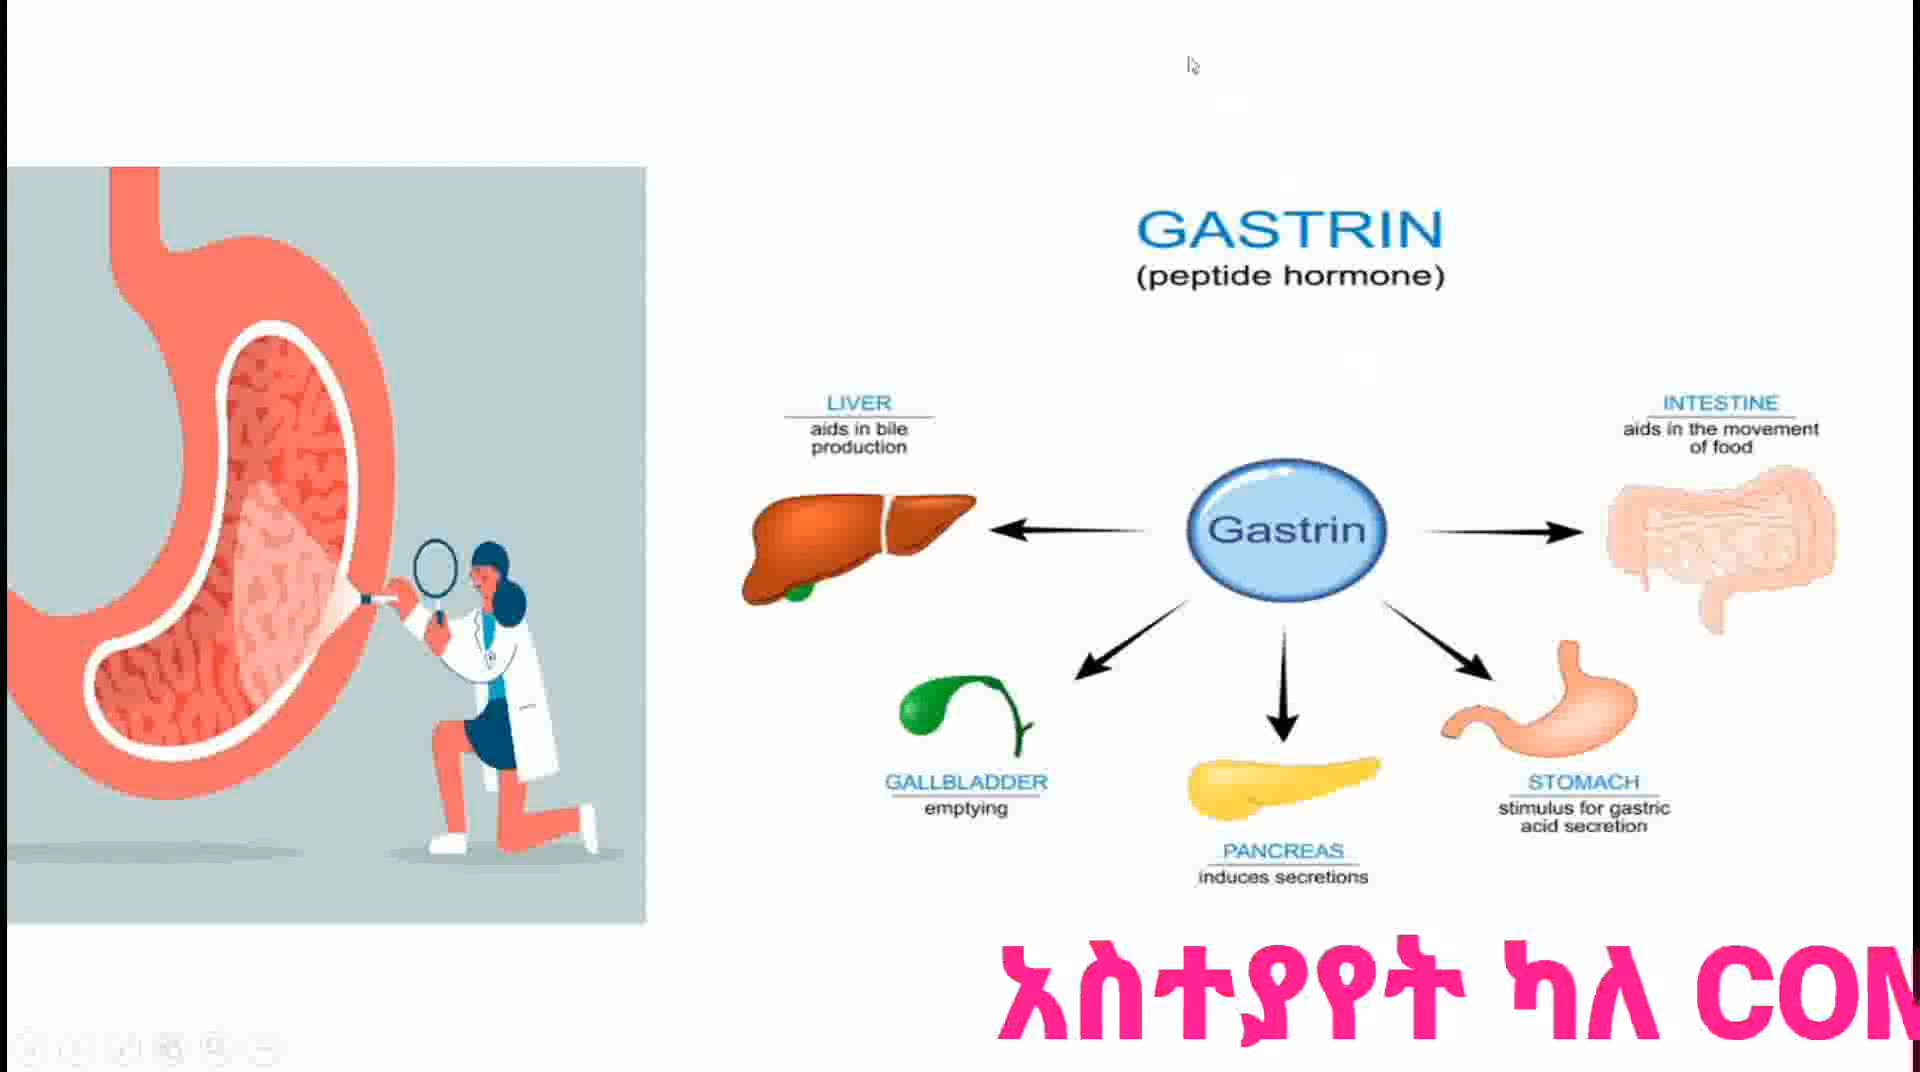 GASTRIN
(peptide hormone)
LIVER
aids in bile
production
INTESTINE
aids in the movement
of food
Gastrin
GALLBLADDER
emptying
PANCREAS
induces secretions
STOMACH
stimulus for gastric
acid secretion
አስተያየት ካለ COM